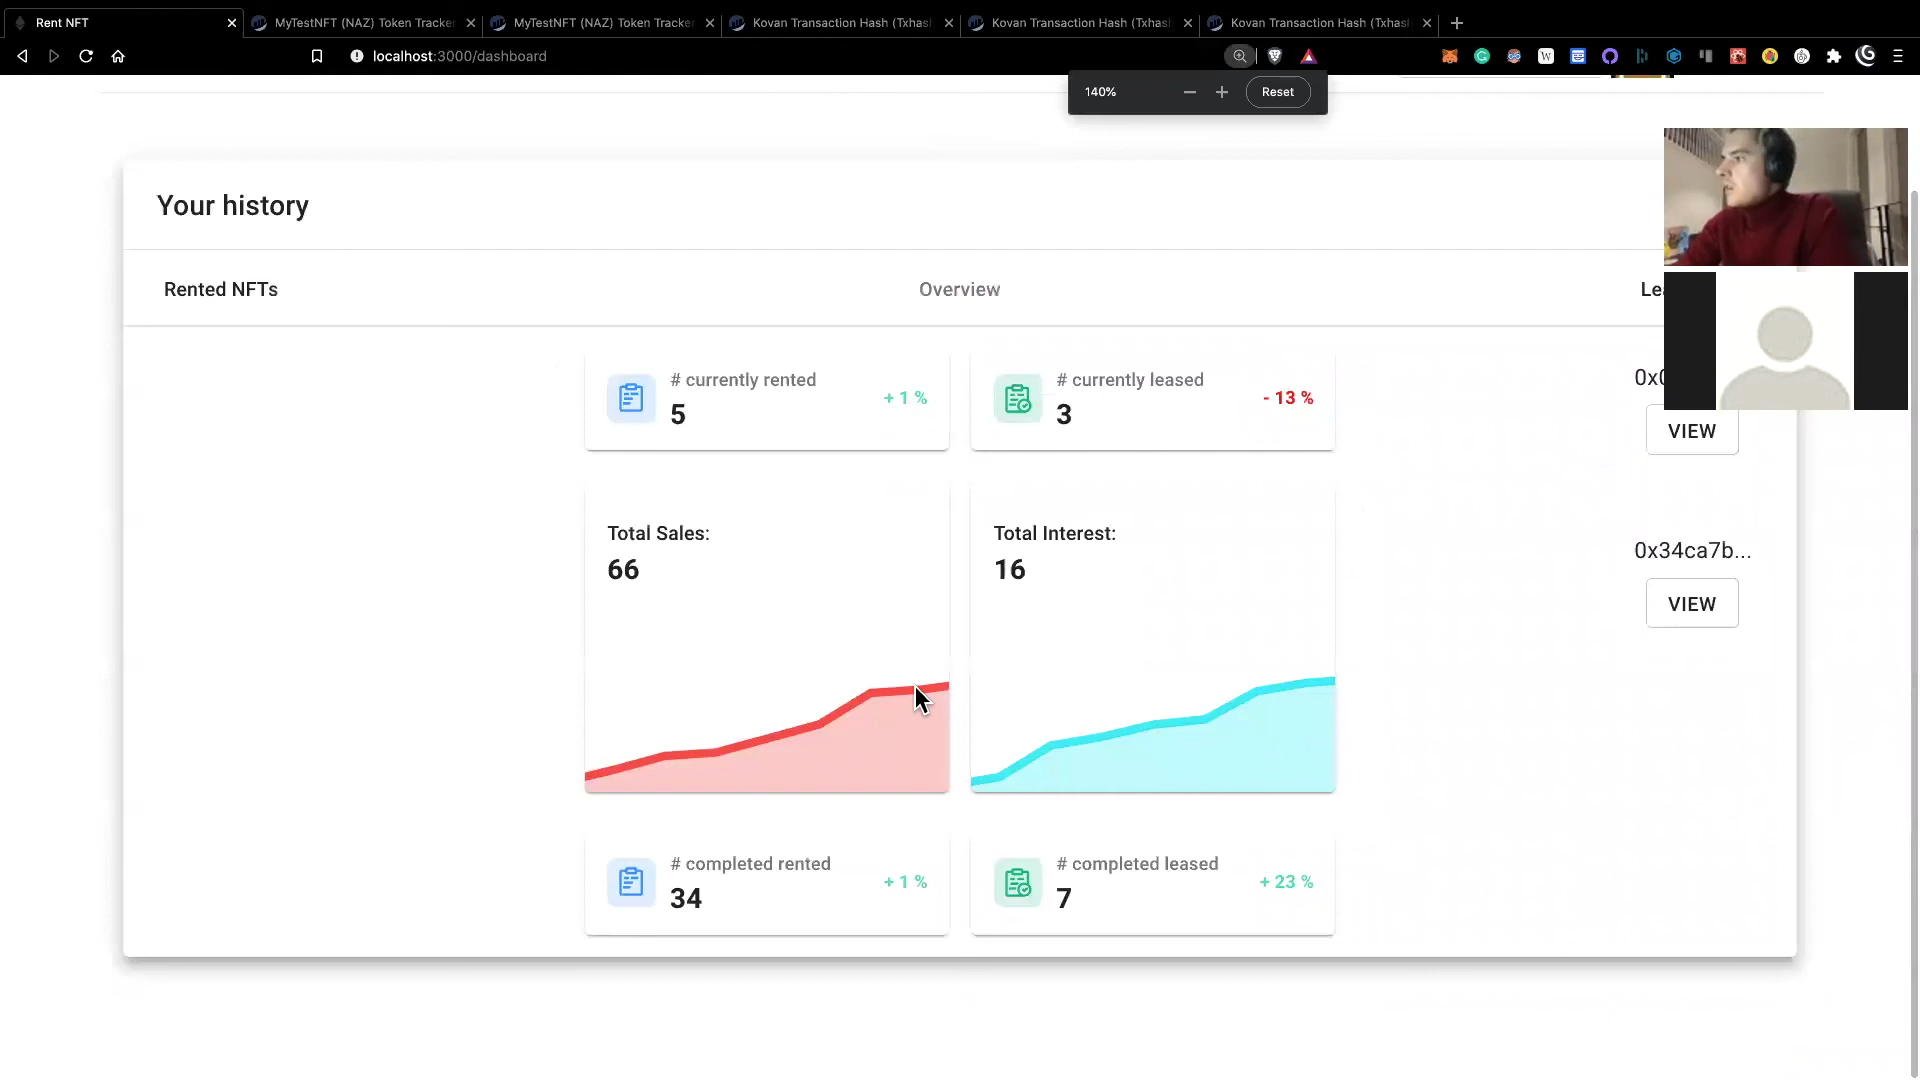 Rent NFT
MyTestNFT (NAZ) Token Tracker
MyTestNFT (NAZ) Token Tracker
Kovan Transaction Hash (Txhash
Kovan Transaction Hash (Txhash
Kovan Transaction Hash (Txhash
localhost:3000/dashboard
140%
Reset
Your history
Rented NFTs
Overview
Lea
# currently rented
5
+ 1 %
# currently leased
3
- 13 %
0x0
VIEW
Total Sales:
66
Total Interest:
16
0x34ca7b...
VIEW
# completed rented
34
+ 1 %
# completed leased
7
+ 23 %